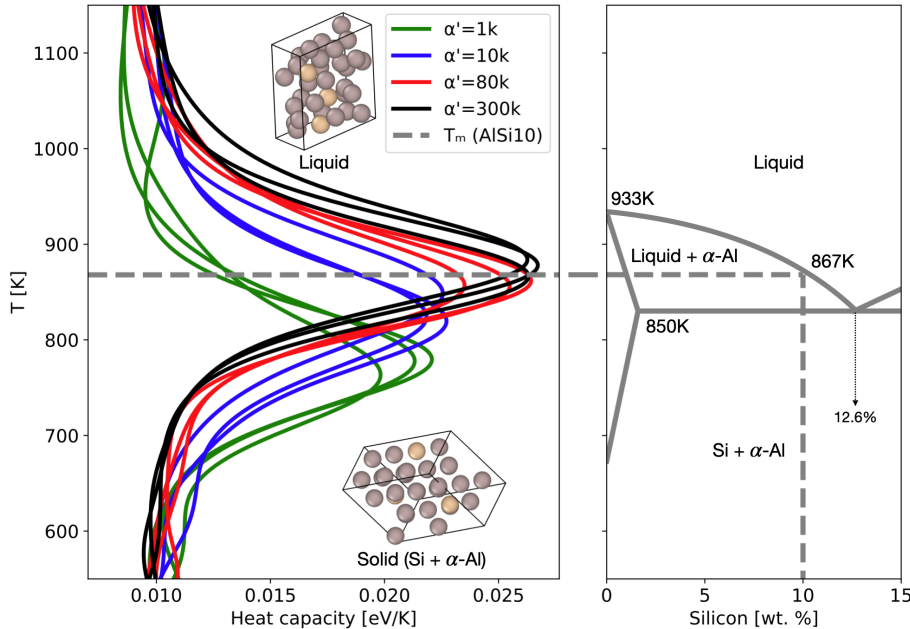 α'=1k
α'=10k
α'=80k
α'=300k
Tₘ (AlSi10)
Liquid
Solid (Si + α-Al)
T [K]
1100
1000
900
800
700
600
0.010
0.015
0.020
0.025
Heat capacity [eV/K]
Liquid
933K
Liquid + α-Al
867K
850K
12.6%
Si + α-Al
0
5
10
15
Silicon [wt. %]